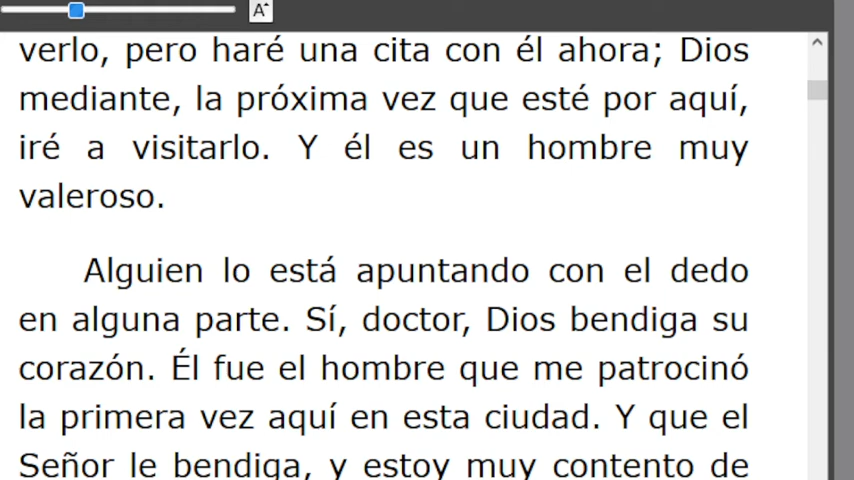 A
verlo, pero haré una cita con él ahora; Dios
mediante, la próxima vez que esté por aquí,
iré a visitarlo. Y él es un hombre muy
valeroso.
Alguien lo está apuntando con el dedo
en alguna parte. Sí, doctor, Dios bendiga su
corazón. Él fue el hombre que me patrocinó
la primera vez aquí en esta ciudad. Y que el
Señor le bendiga, y estoy muy contento de